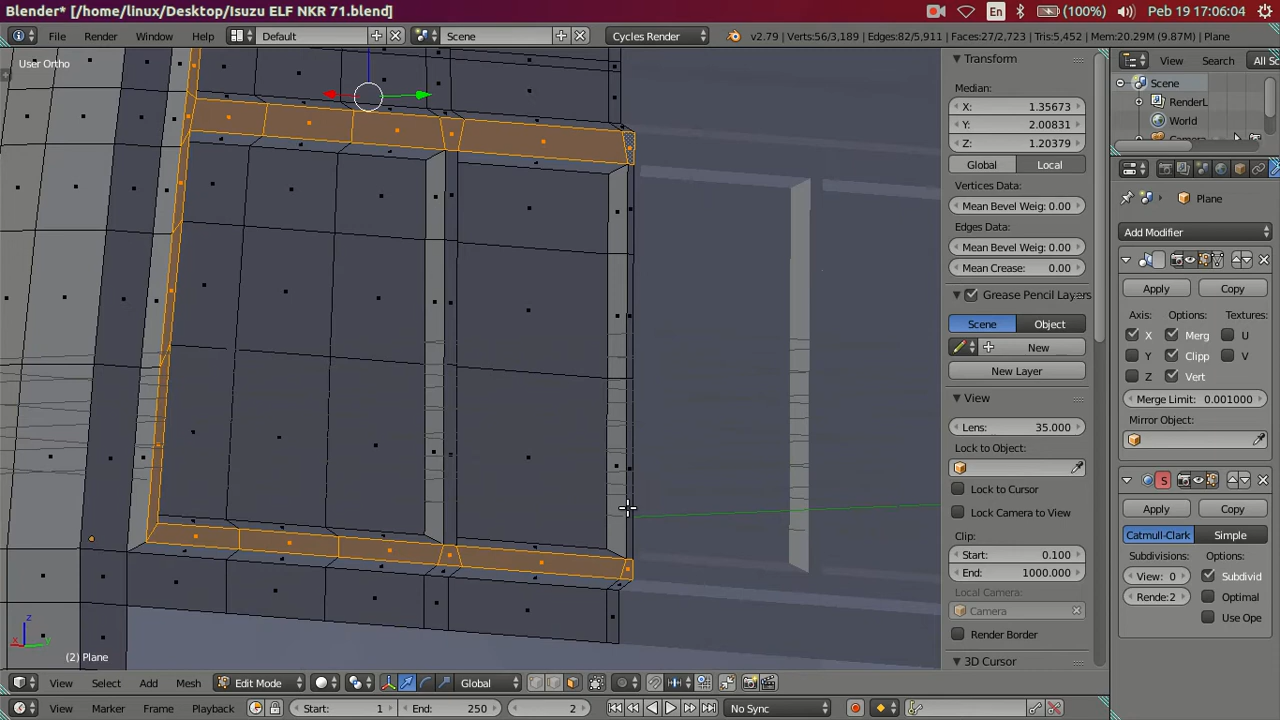 Blender* [/home/linux/Desktop/Isuzu ELF NKR 71.blend]
En (100%) Peb 19 17:06:04
File Render Window Help Default Scene Cycles Render v2.79 | Verts:56/3,189 | Edges:82/5,911 | Faces:27/2,723 | Tris:5,452 | Mem:20.29M (9.87M) | Plane
View Search All Sc
User Ortho
Transform
Median:
X: 1.35673
Y: 2.00831
Z: 1.20379
Global Local
Vertices Data:
Mean Bevel Weig: 0.00
Edges Data:
Mean Bevel Weig: 0.00
Mean Crease: 0.00
Grease Pencil Layers
Scene Object
New
New Layer
View
Lens: 35.000
Lock to Object:
Lock to Cursor
Lock Camera to View
Clip:
Start: 0.100
End: 1000.000
Local Camera:
Camera
Render Border
3D Cursor
Scene
RenderL
World
Camera
Plane
Add Modifier
Apply Copy
Axis: Options: Textures:
X Merg U
Y Clipp V
Z Vert
Merge Limit: 0.001000
Mirror Object:
S
Apply Copy
Catmull-Clark Simple
Subdivisions: Options:
View: 0 Subdivid
Rende:2 Optimal
Use Ope
z
x y
(2) Plane
View Select Add Mesh Edit Mode Global
View Marker Frame Playback Start: 1 End: 250 2 No Sync